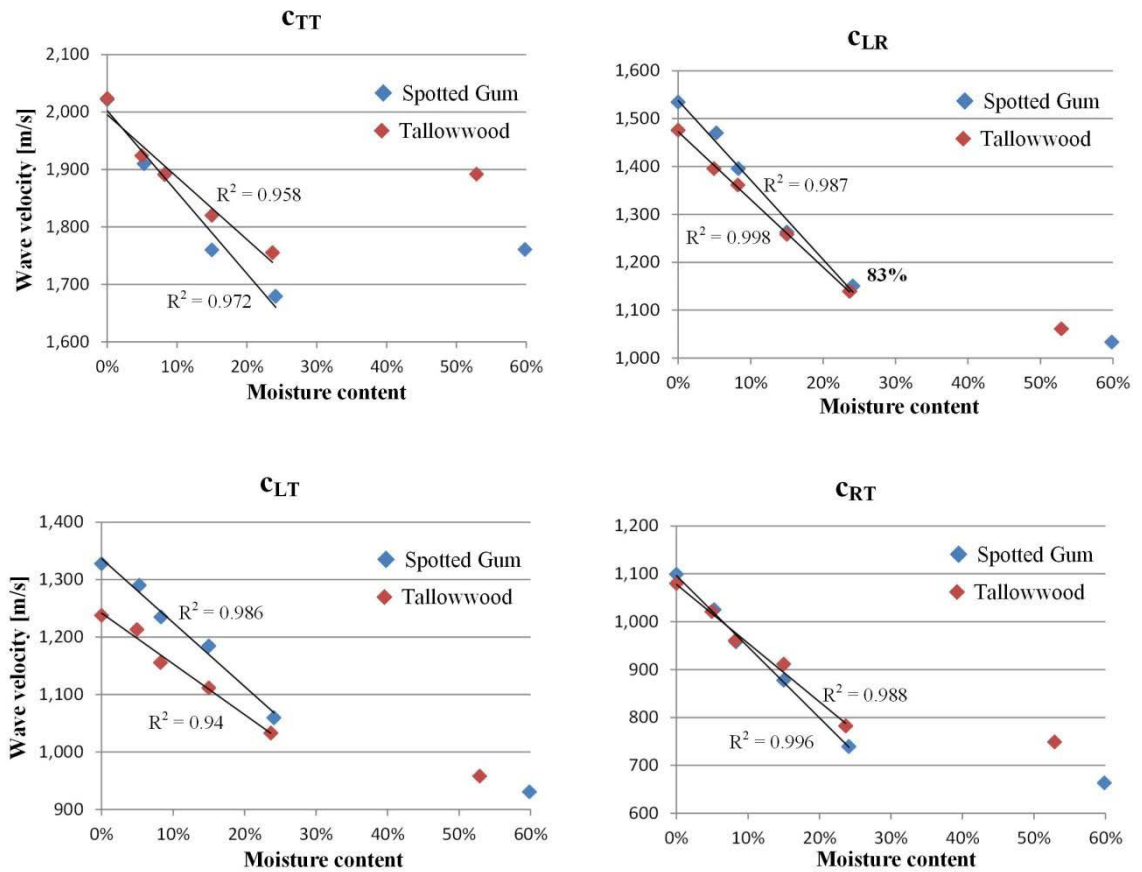 c_TT
2,100
2,000
1,900
1,800
1,700
1,600
Wave velocity [m/s]
Spotted Gum
Tallowwood
R² = 0.958
R² = 0.972
0% 10% 20% 30% 40% 50% 60%
Moisture content
c_LR
1,600
1,500
1,400
1,300
1,200
1,100
1,000
Spotted Gum
Tallowwood
R² = 0.987
R² = 0.998
83%
0% 10% 20% 30% 40% 50% 60%
Moisture content
c_LT
1,400
1,300
1,200
1,100
1,000
900
Wave velocity [m/s]
Spotted Gum
Tallowwood
R² = 0.986
R² = 0.94
0% 10% 20% 30% 40% 50% 60%
Moisture content
c_RT
1,200
1,100
1,000
900
800
700
600
Spotted Gum
Tallowwood
R² = 0.988
R² = 0.996
0% 10% 20% 30% 40% 50% 60%
Moisture content